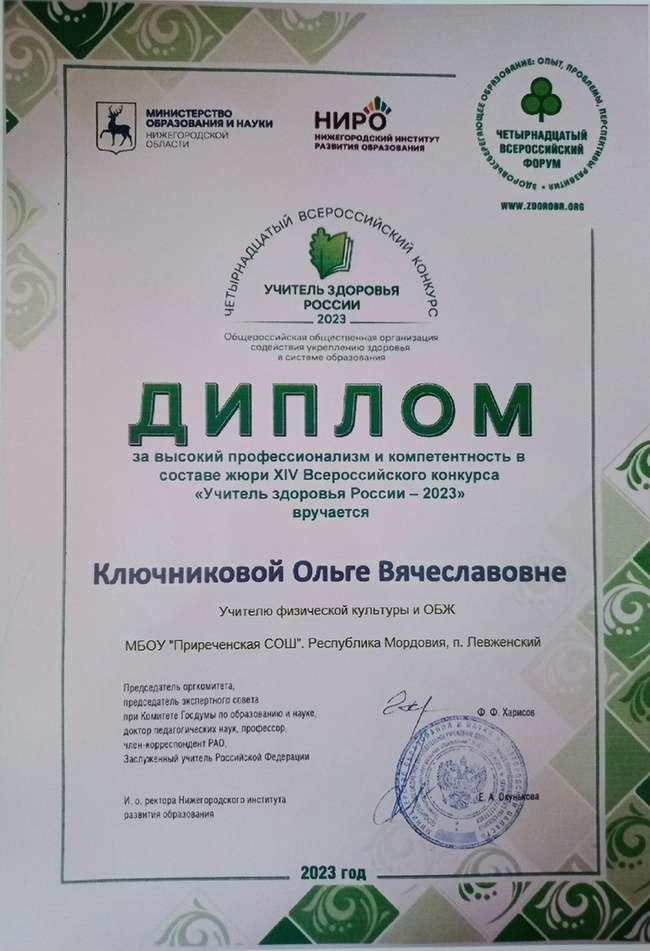 МИНИСТЕРСТВО
ОБРАЗОВАНИЯ И НАУКИ
НИЖЕГОРОДСКОЙ
ОБЛАСТИ
НИРО
НИЖЕГОРОДСКИЙ ИНСТИТУТ
РАЗВИТИЯ ОБРАЗОВАНИЯ
ЗДОРОВЬЕСБЕРЕГАЮЩЕЕ ОБРАЗОВАНИЕ: ОПЫТ, ПРОБЛЕМЫ, ПЕРСПЕКТИВЫ РАЗВИТИЯ •
ЧЕТЫРНАДЦАТЫЙ
ВСЕРОССИЙСКИЙ
ФОРУМ
WWW.ZDOROBR.ORG
ЧЕТЫРНАДЦАТЫЙ ВСЕРОССИЙСКИЙ КОНКУРС
УЧИТЕЛЬ ЗДОРОВЬЯ
РОССИИ
2023
Общероссийская общественная организация
содействия укреплению здоровья
в системе образования
ДИПЛОМ
за высокий профессионализм и компетентность в
составе жюри XIV Всероссийского конкурса
«Учитель здоровья России – 2023»
вручается
Ключниковой Ольге Вячеславовне
Учителю физической культуры и ОБЖ
МБОУ "Приреченская СОШ". Республика Мордовия, п. Левженский
Председатель оргкомитета,
председатель экспертного совета
при Комитете Госдумы по образованию и науке,
доктор педагогических наук, профессор,
член-корреспондент РАО,
Заслуженный учитель Российской Федерации
Ф. Ф. Харисов
И. о. ректора Нижегородского института
развития образования
Е. А. Окунькова
2023 год